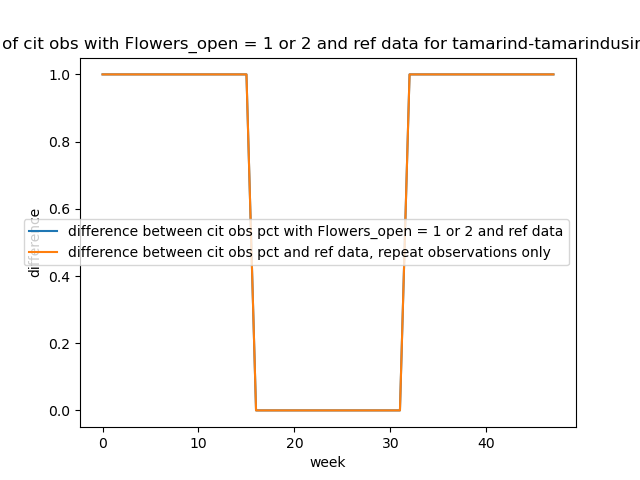 of cit obs with Flowers_open = 1 or 2 and ref data for tamarind-tamarindusin
1.0
0.8
0.6
0.4
0.2
0.0
difference
difference between cit obs pct with Flowers_open = 1 or 2 and ref data
difference between cit obs pct and ref data, repeat observations only
0 10 20 30 40
week